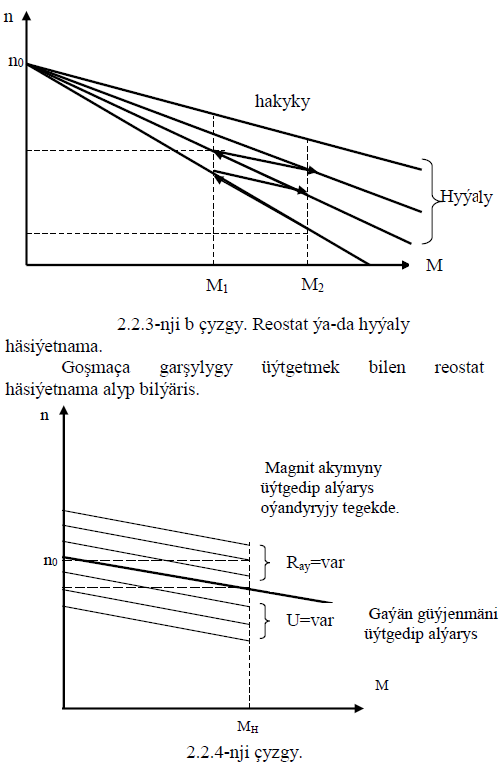 n
n₀
hakyky
Hyýaly
M
M₁
M₂
2.2.3-nji b çyzgy. Reostat ýa-da hyýaly
häsiýetnama.
Goşmaça garşylygy üýtgetmek bilen reostat
häsiýetnama alyp bilýäris.
n
Magnit akymyny
üýtgedip alýarys
oýandyryjy tegekde.
n₀
Rₐy=var
U=var
Gaýän güýjenmäni
üýtgedip alýarys
M
Mн
2.2.4-nji çyzgy.